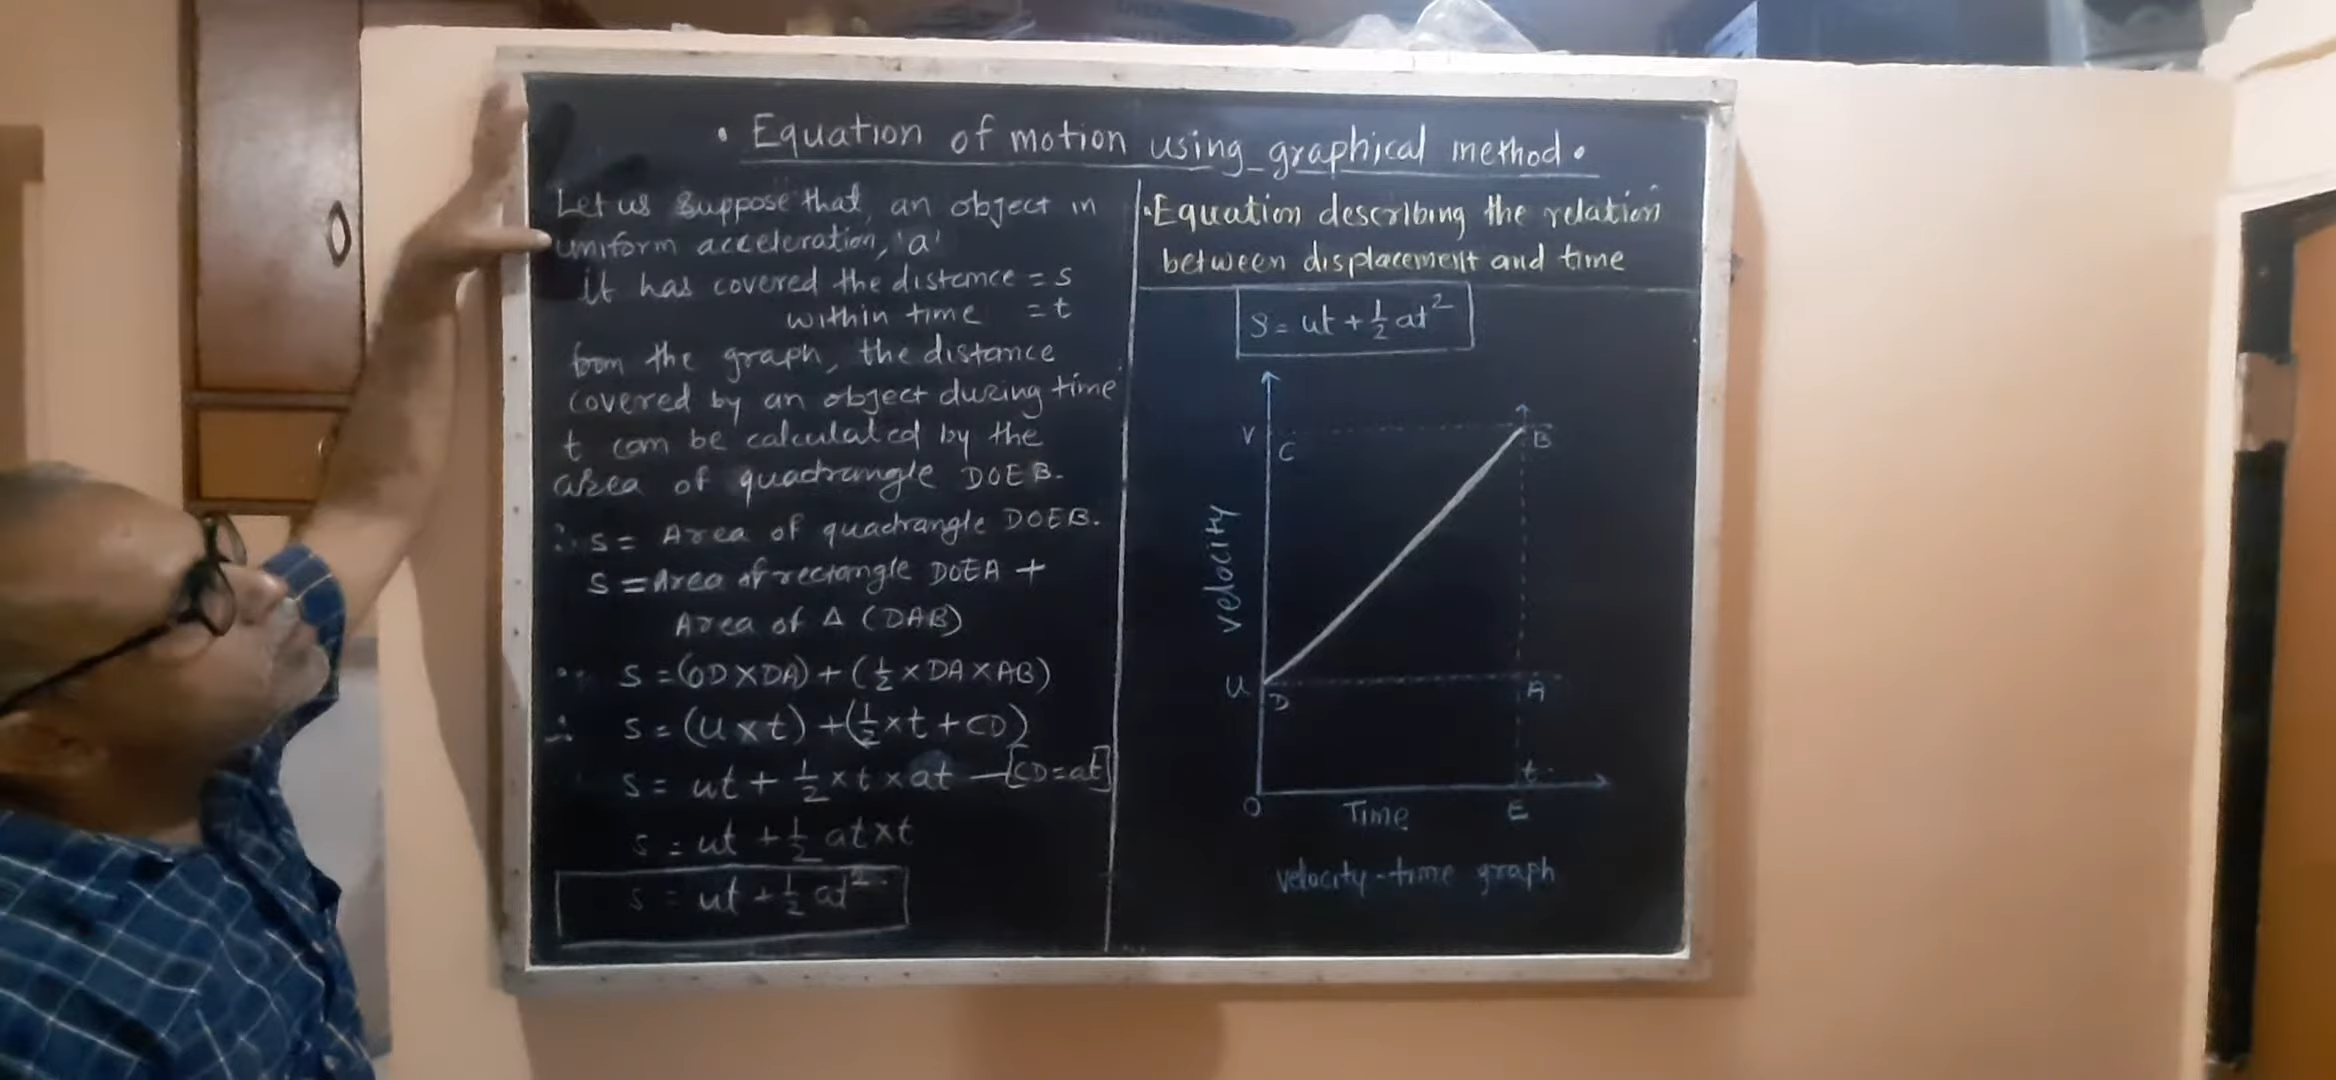 • Equation of motion using graphical method •
Let us suppose that, an object in
uniform acceleration, 'a'
it has covered the distance = s
within time = t
from the graph, the distance
covered by an object during time
t can be calculated by the
area of quadrangle DOEB.
∴ s = Area of quadrangle DOEB.
s = Area of rectangle DOEA +
Area of Δ (DAB)
∴ s = (OD × DA) + (½ × DA × AB)
∴ s = (u × t) + (½ × t + CD)
s = ut + ½ × t × at — [CD = at]
s = ut + ½ at × t
s = ut + ½ at²
• Equation describing the relation
between displacement and time
s = ut + ½ at²
V
C
B
velocity
U
D
A
t
O
Time
E
velocity-time graph